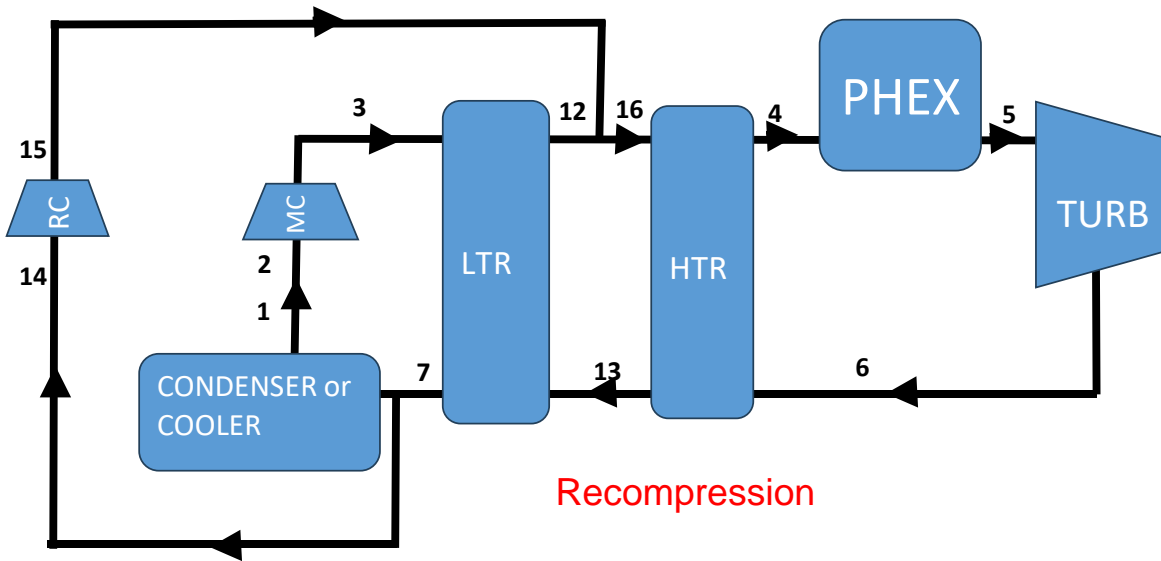 PHEX
3
12
16
4
5
15
RC
MC
LTR
HTR
TURB
14
2
1
7
13
6
CONDENSER or
COOLER
Recompression